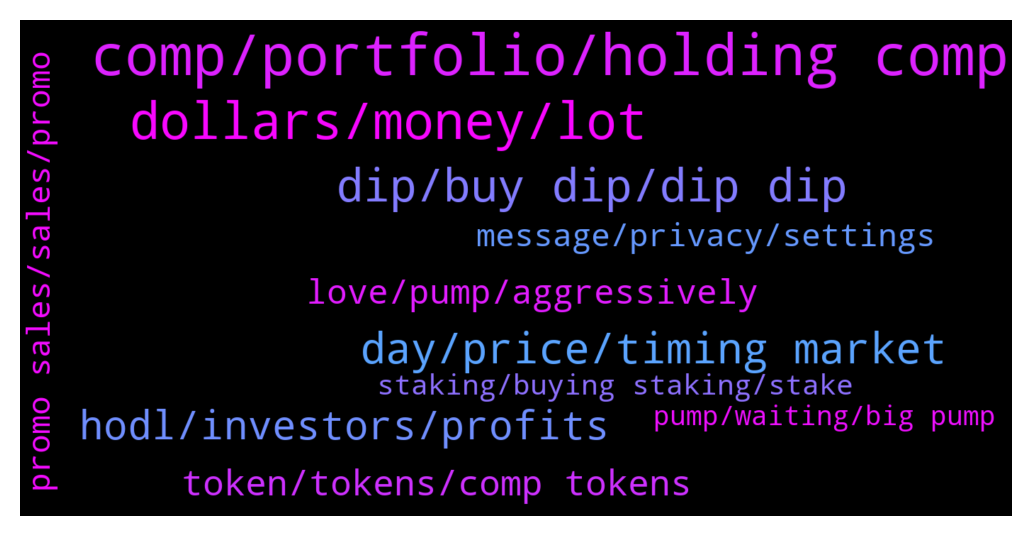 comp/portfolio/holding comp
dollars/money/lot
dip/buy dip/dip dip
message/privacy/settings
love/pump/aggressively
day/price/timing market
staking/buying staking/stake
pump/waiting/big pump
hodl/investors/profits
token/tokens/comp tokens
promo sales/sales/promo